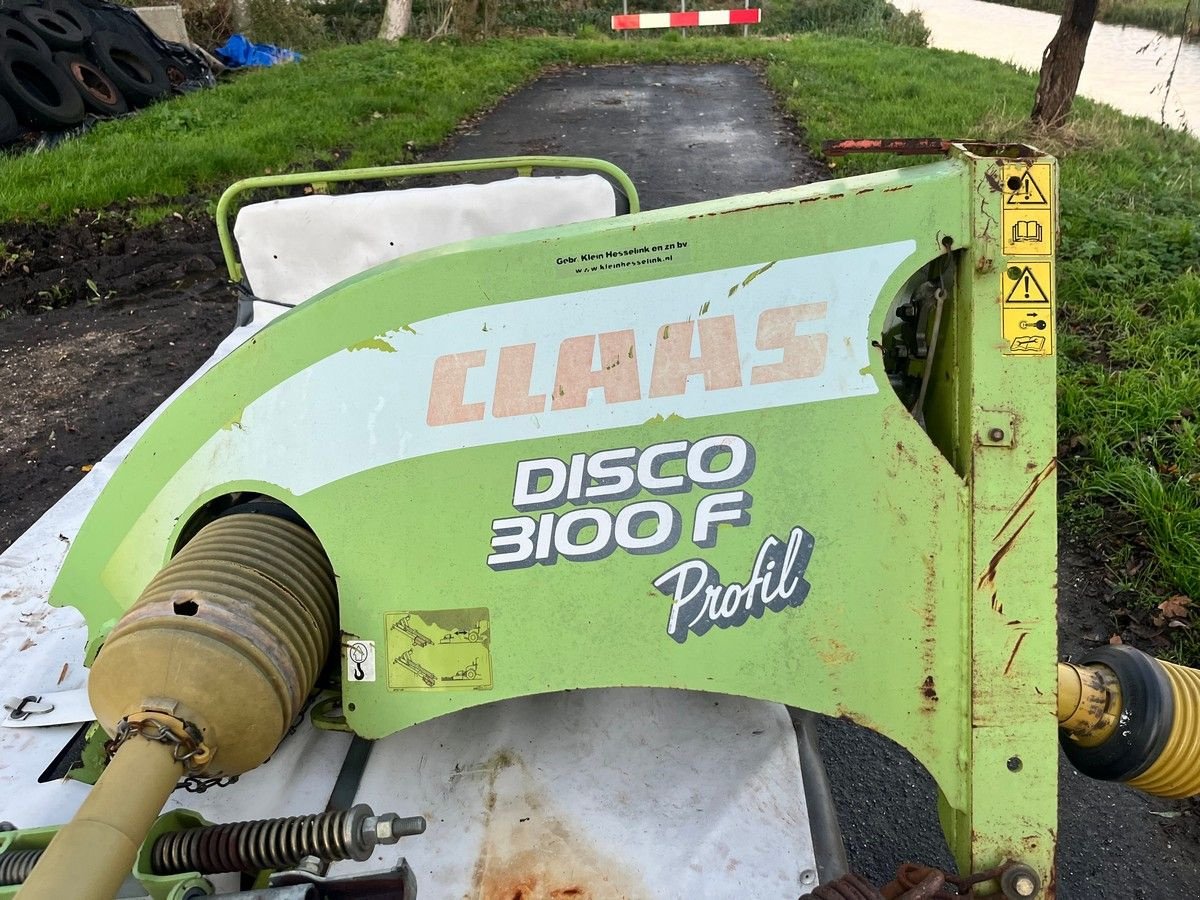 Gebr. Klein Hesselink en zn bv
www.kleinhesselink.nl
CLAAS
DISCO
3100 F
Profil